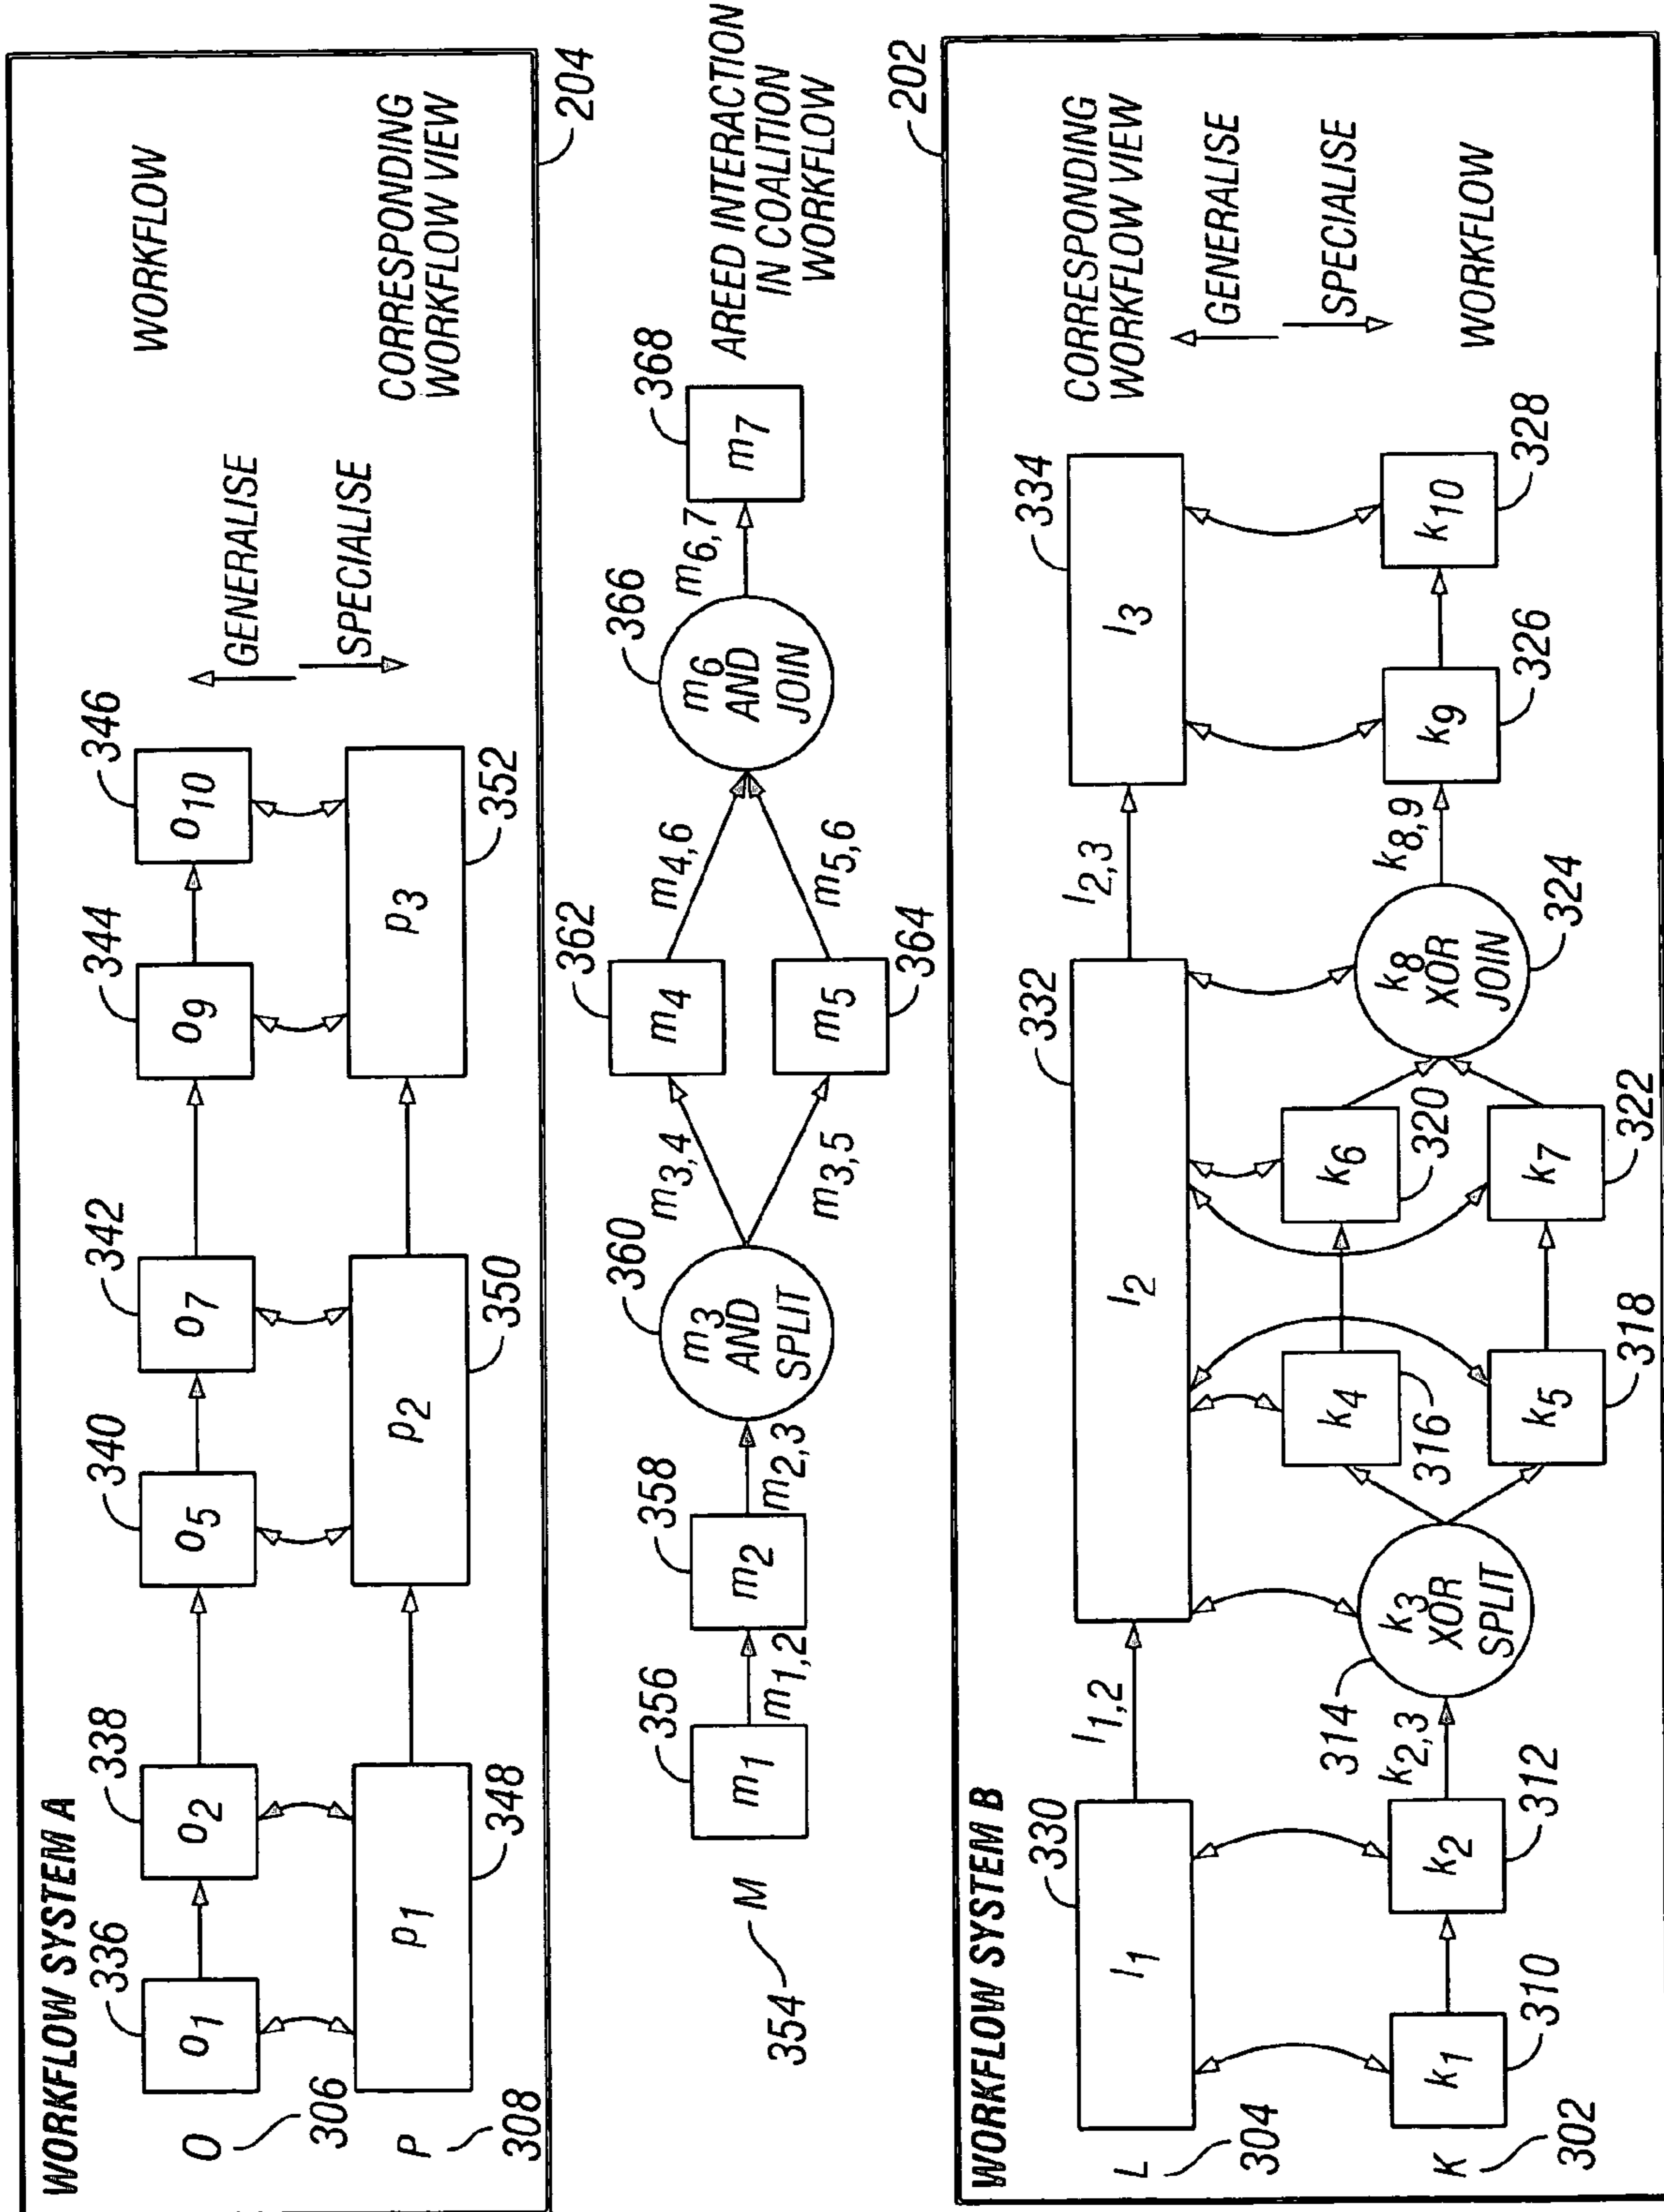 WORKFLOW SYSTEM A
336
338
340
342
344
346
WORKFLOW
O
306
o1
o2
o5
o7
o9
o10
GENERALISE
SPECIALISE
P
308
p1
p2
p3
348
350
352
CORRESPONDING
WORKFLOW VIEW
204
354
M
356
m1
m1,2
358
m2
m2,3
360
m3
AND
SPLIT
m3,4
m3,5
362
m4
m5
364
m4,6
m5,6
366
m6
AND
JOIN
m6,7
368
m7
AREED INTERACTION
IN COALITION
WORKFLOW
202
WORKFLOW SYSTEM B
330
332
334
L
304
l1
l1,2
l2
l2,3
l3
CORRESPONDING
WORKFLOW VIEW
GENERALISE
SPECIALISE
WORKFLOW
K
302
k1
310
k2
312
k2,3
314
k3
XOR
SPLIT
k4
316
k5
318
k6
320
k7
322
k8
XOR
JOIN
324
k8,9
k9
326
k10
328